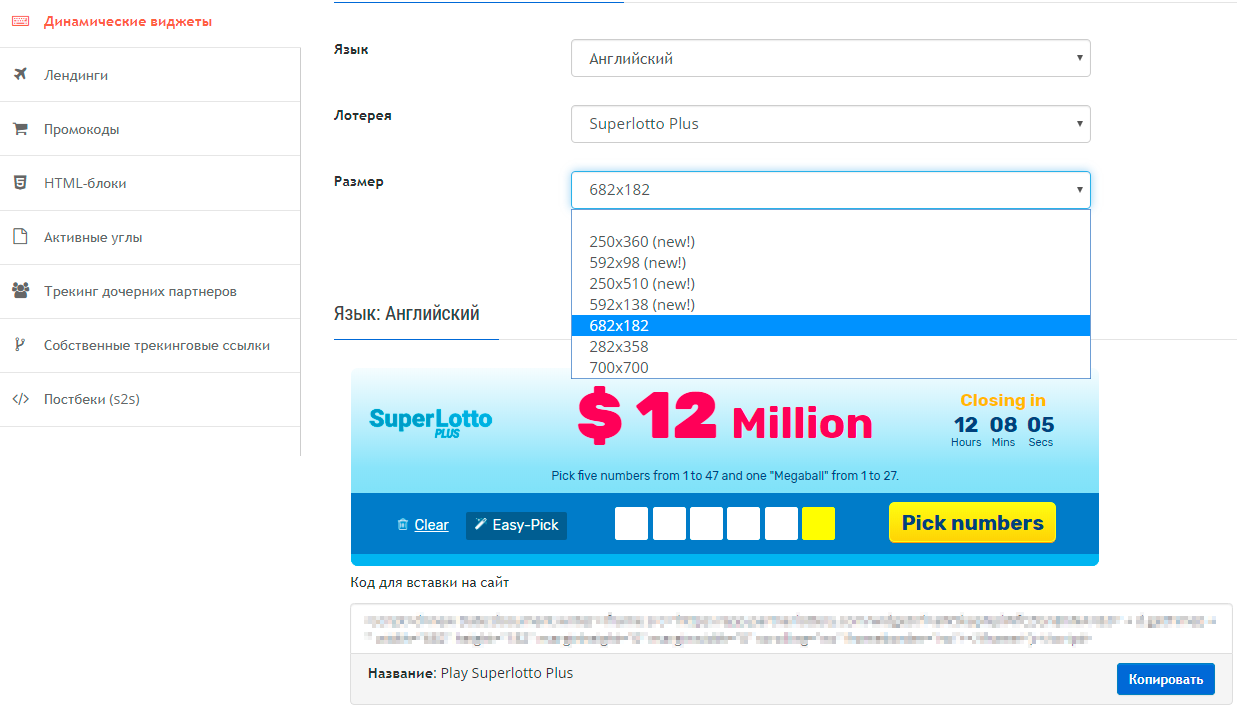 Динамические виджеты
Лендинги
Промокоды
HTML-блоки
Активные углы
Трекинг дочерних партнеров
Собственные трекинговые ссылки
Постбеки (s2s)
Язык
Английский
Лотерея
Superlotto Plus
Размер
682x182
250x360 (new!)
592x98 (new!)
250x510 (new!)
592x138 (new!)
682x182
282x358
700x700
Язык: Английский
SuperLotto
PLUS
$ 12 Million
Closing in
12 08 05
Hours Mins Secs
Pick five numbers from 1 to 47 and one "Megaball" from 1 to 27.
Clear
Easy-Pick
Pick numbers
Код для вставки на сайт
Название: Play Superlotto Plus
Копировать